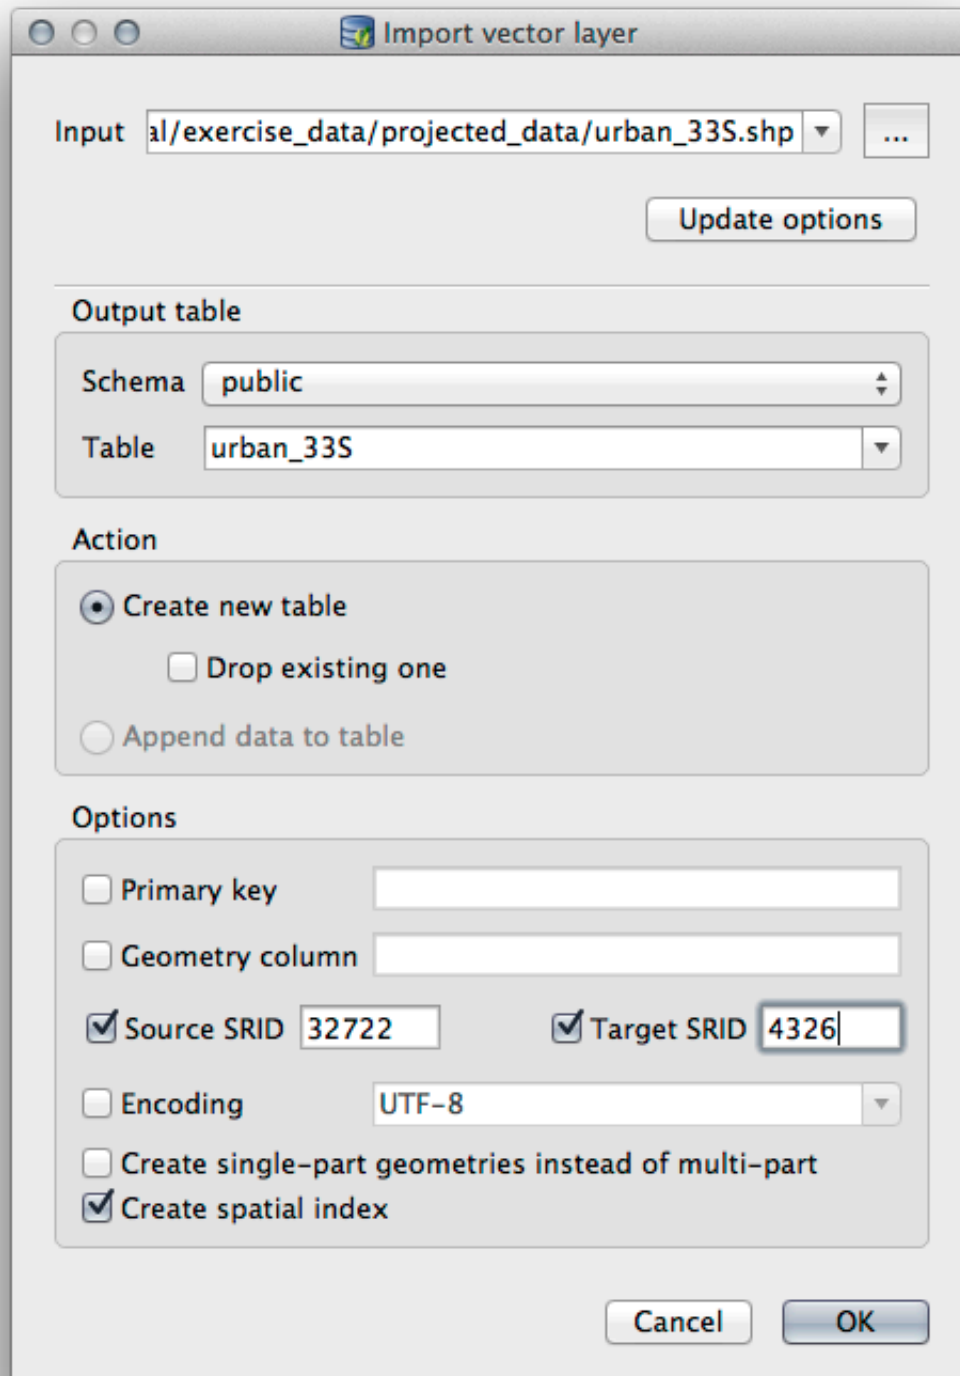 Import vector layer
Input al/exercise_data/projected_data/urban_33S.shp ...
Update options
Output table
Schema public
Table urban_33S
Action
Create new table
Drop existing one
Append data to table
Options
Primary key
Geometry column
Source SRID 32722 Target SRID 4326
Encoding UTF-8
Create single-part geometries instead of multi-part
Create spatial index
Cancel OK